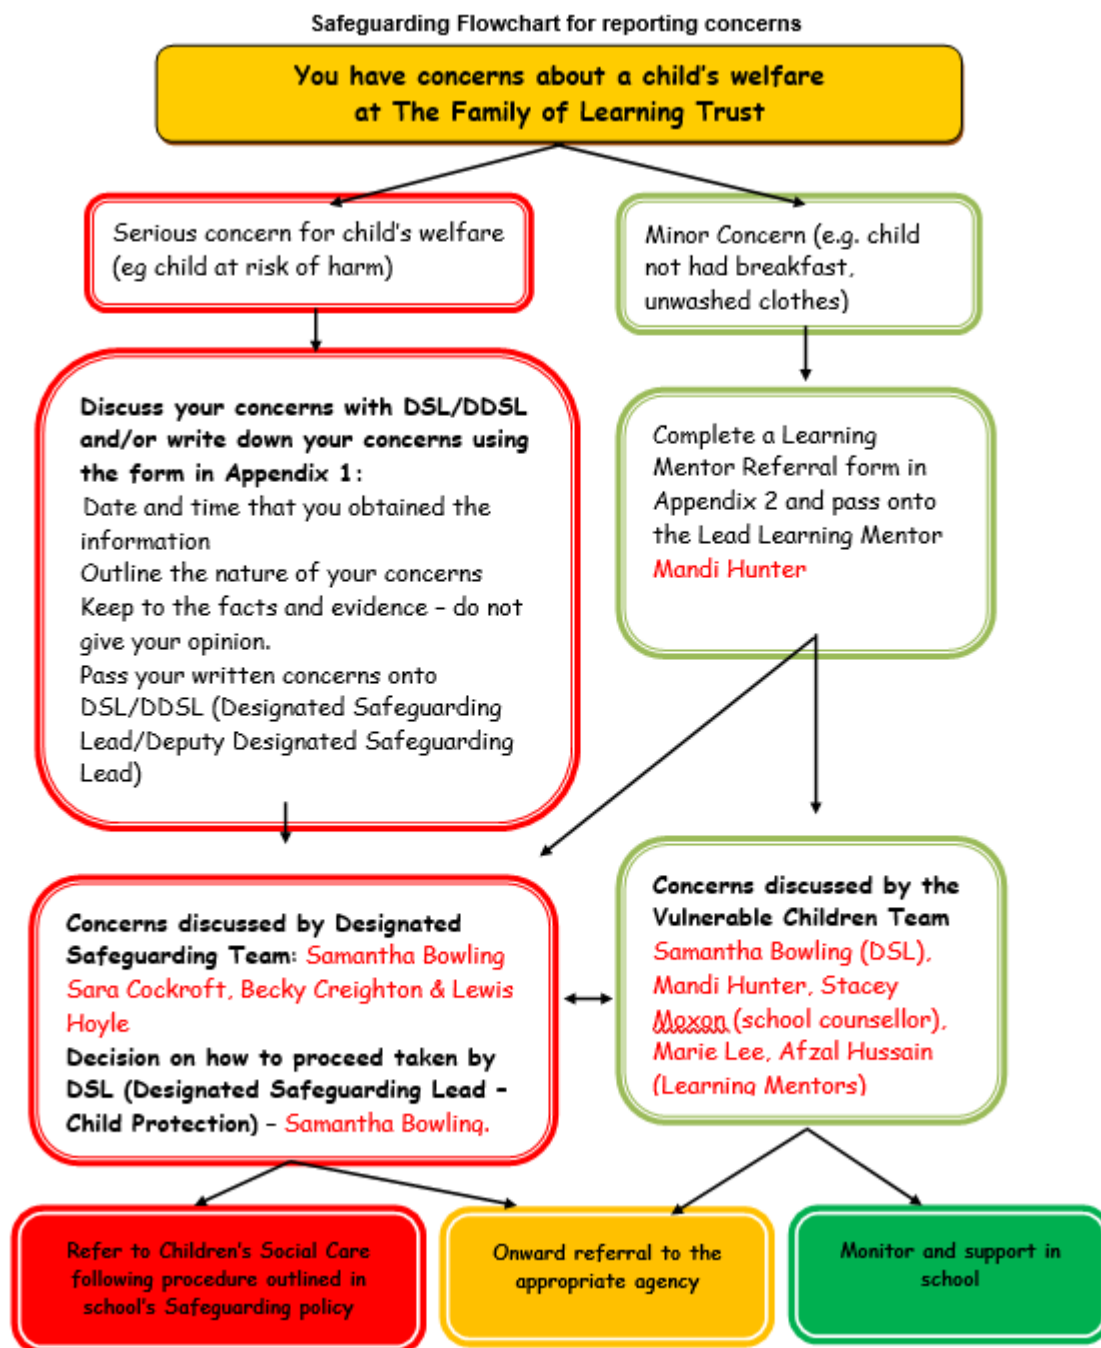 Safeguarding Flowchart for reporting concerns
You have concerns about a child's welfare
at The Family of Learning Trust
Serious concern for child's welfare
(eg child at risk of harm)
Minor Concern (e.g. child
not had breakfast,
unwashed clothes)
Discuss your concerns with DSL/DDSL
and/or write down your concerns using
the form in Appendix 1:
Date and time that you obtained the
information
Outline the nature of your concerns
Keep to the facts and evidence – do not
give your opinion.
Pass your written concerns onto
DSL/DDSL (Designated Safeguarding
Lead/Deputy Designated Safeguarding
Lead)
Complete a Learning
Mentor Referral form in
Appendix 2 and pass onto
the Lead Learning Mentor
Mandi Hunter
Concerns discussed by Designated
Safeguarding Team: Samantha Bowling
Sara Cockroft, Becky Creighton & Lewis
Hoyle
Decision on how to proceed taken by
DSL (Designated Safeguarding Lead –
Child Protection) – Samantha Bowling.
Concerns discussed by the
Vulnerable Children Team
Samantha Bowling (DSL),
Mandi Hunter, Stacey
Moxon (school counsellor),
Marie Lee, Afzal Hussain
(Learning Mentors)
Refer to Children's Social Care
following procedure outlined in
school's Safeguarding policy
Onward referral to the
appropriate agency
Monitor and support in
school